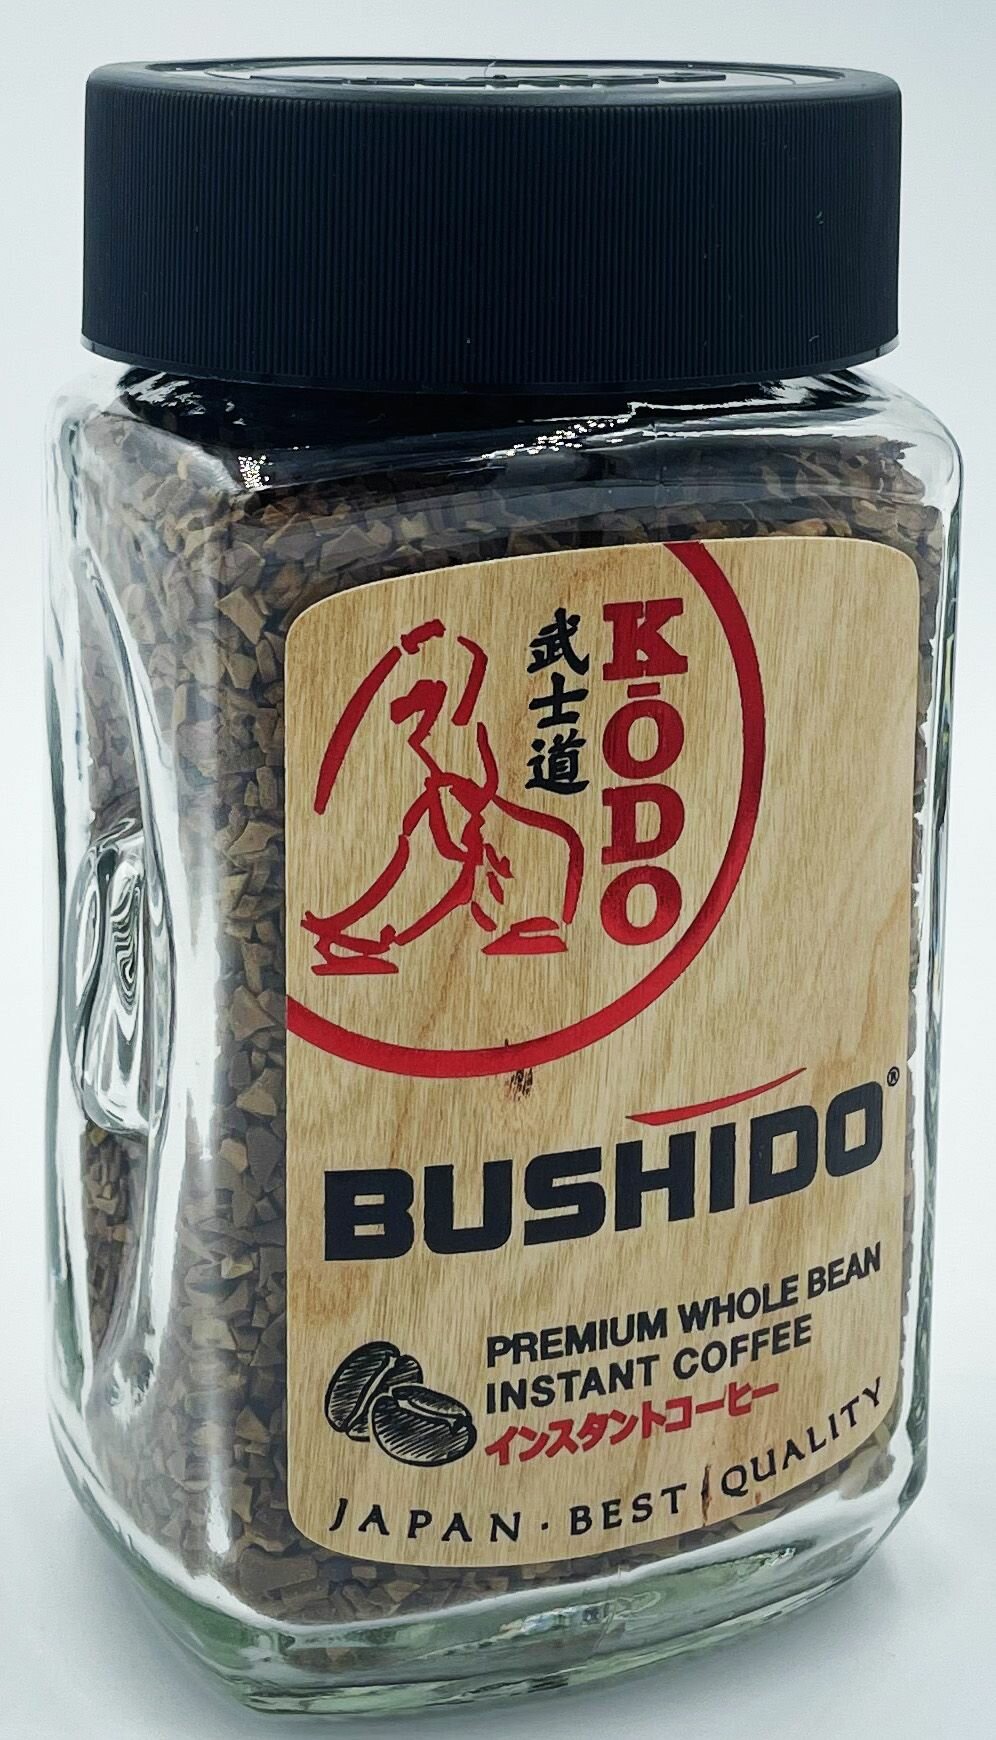 武士道
KŌDO
BUSHIDO®
PREMIUM WHOLE BEAN
INSTANT COFFEE
インスタントコーヒー
JAPAN · BEST QUALITY